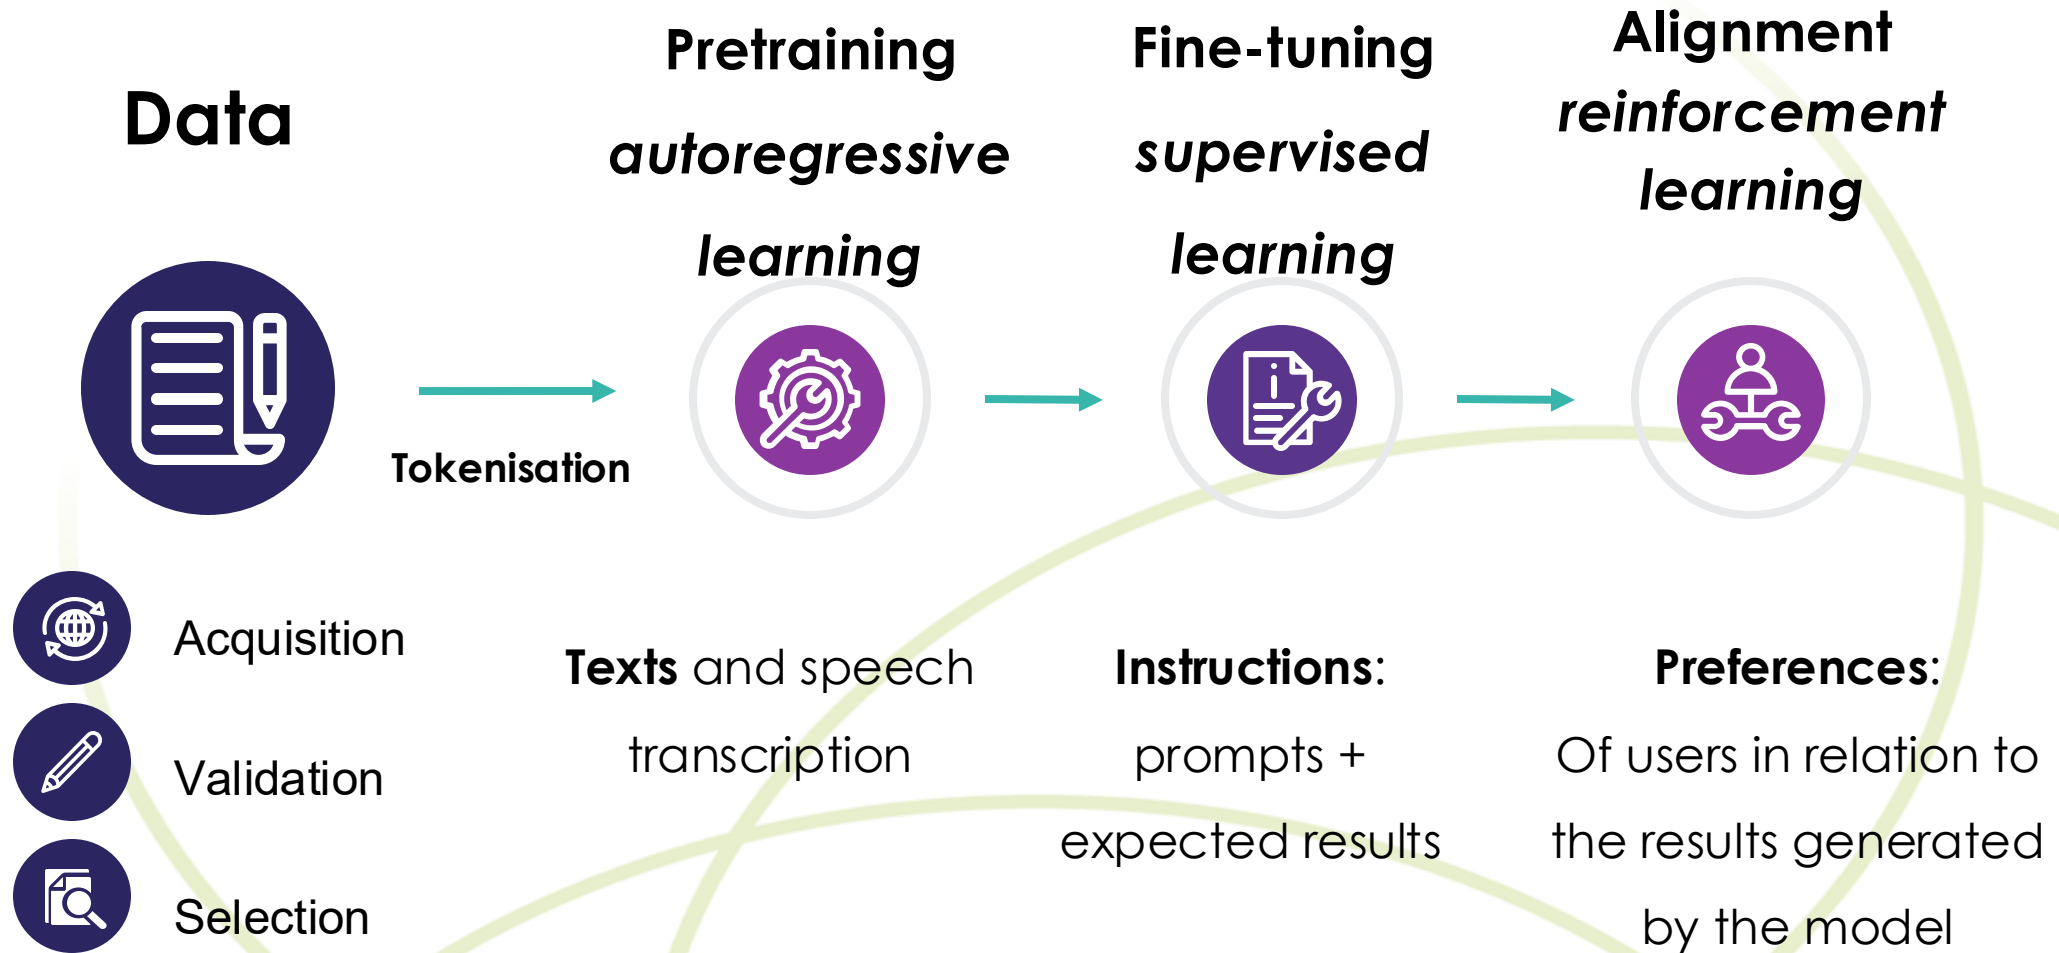 Data
Pretraining
autoregressive
learning
Fine-tuning
supervised
learning
Alignment
reinforcement
learning
Tokenisation
Acquisition
Validation
Selection
Texts and speech
transcription
Instructions:
prompts +
expected results
Preferences:
Of users in relation to
the results generated
by the model